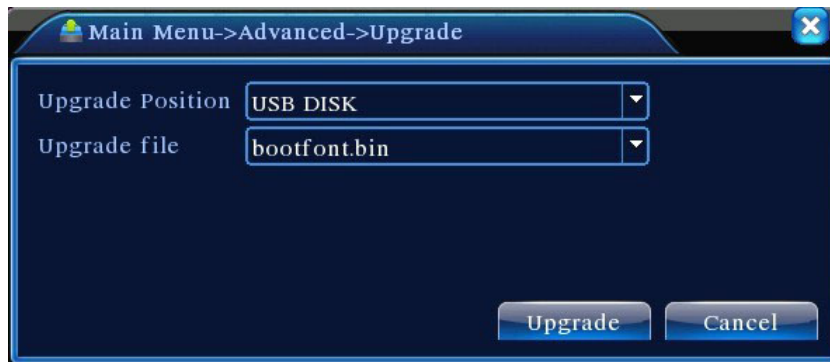 Main Menu->Advanced->Upgrade
Upgrade Position USB DISK
Upgrade file bootfont.bin
Upgrade Cancel